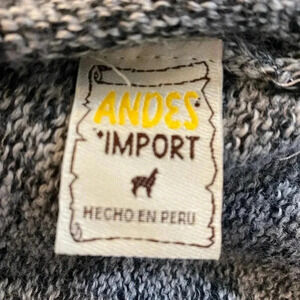 ANDES
IMPORT
HECHO EN PERU